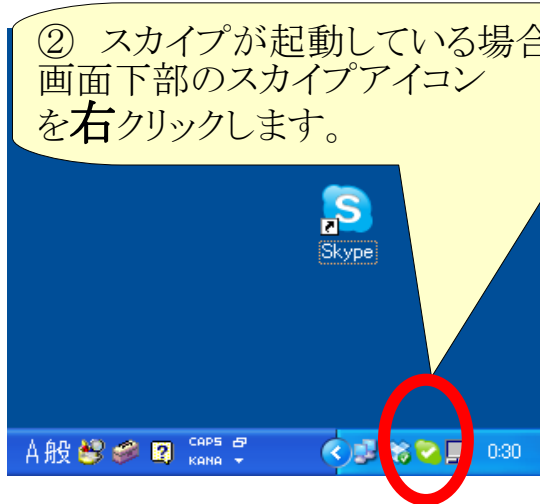 ② スカイプが起動している場合
画面下部のスカイプアイコン
を右クリックします。
Skype
A般
CAPS
KANA
0:30